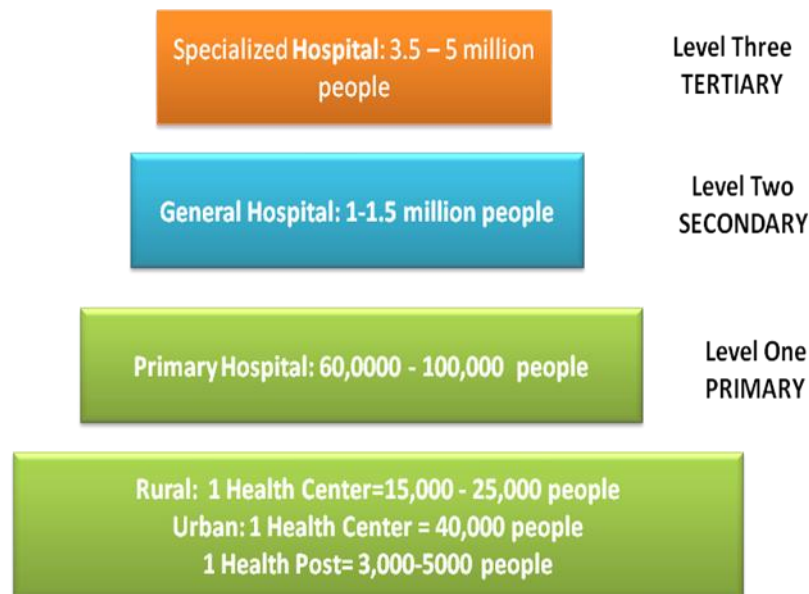 Specialized Hospital: 3.5 – 5 million
people
Level Three
TERTIARY
General Hospital: 1-1.5 million people
Level Two
SECONDARY
Primary Hospital: 60,0000 - 100,000 people
Level One
PRIMARY
Rural: 1 Health Center=15,000 - 25,000 people
Urban: 1 Health Center = 40,000 people
1 Health Post= 3,000-5000 people